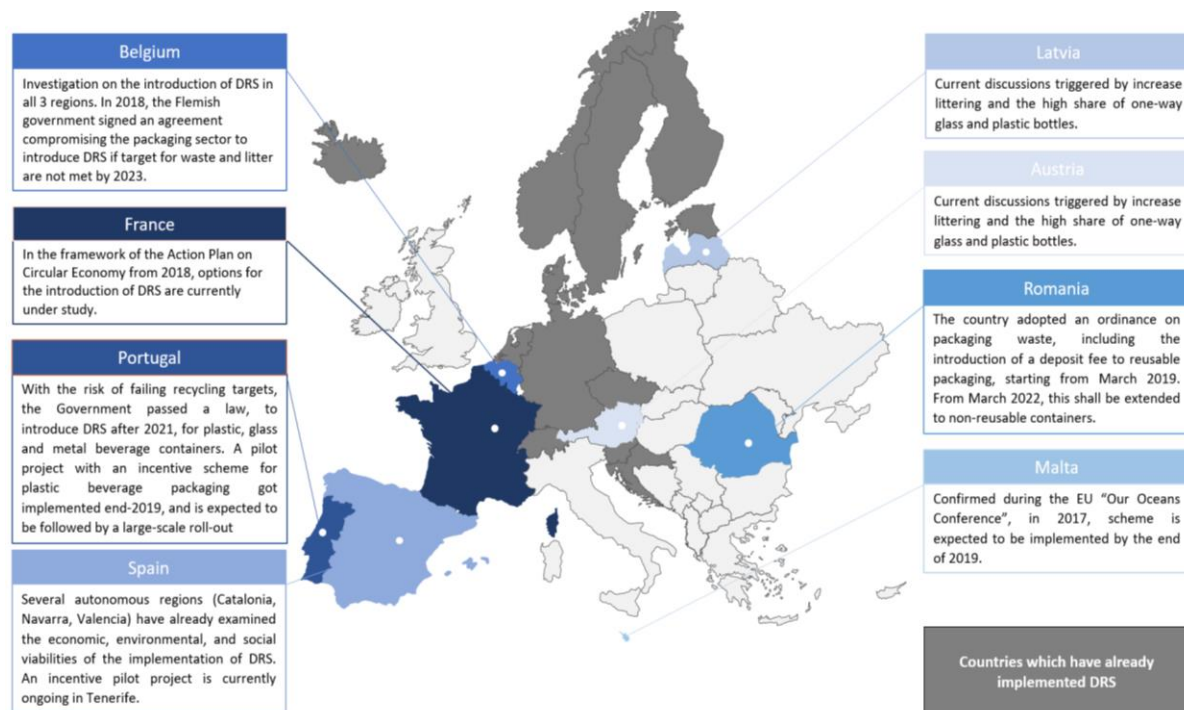 Belgium
Investigation on the introduction of DRS in
all 3 regions. In 2018, the Flemish
government signed an agreement
compromising the packaging sector to
introduce DRS if target for waste and litter
are not met by 2023.
France
In the framework of the Action Plan on
Circular Economy from 2018, options for
the introduction of DRS are currently
under study.
Portugal
With the risk of failing recycling targets,
the Government passed a law, to
introduce DRS after 2021, for plastic, glass
and metal beverage containers. A pilot
project with an incentive scheme for
plastic beverage packaging got
implemented end-2019, and is expected to
be followed by a large-scale roll-out
Spain
Several autonomous regions (Catalonia,
Navarra, Valencia) have already examined
the economic, environmental, and social
viabilities of the implementation of DRS.
An incentive pilot project is currently
ongoing in Tenerife.
Latvia
Current discussions triggered by increase
littering and the high share of one-way
glass and plastic bottles.
Austria
Current discussions triggered by increase
littering and the high share of one-way
glass and plastic bottles.
Romania
The country adopted an ordinance on
packaging waste, including the
introduction of a deposit fee to reusable
packaging, starting from March 2019.
From March 2022, this shall be extended
to non-reusable containers.
Malta
Confirmed during the EU “Our Oceans
Conference”, in 2017, scheme is
expected to be implemented by the end
of 2019.
Countries which have already
implemented DRS